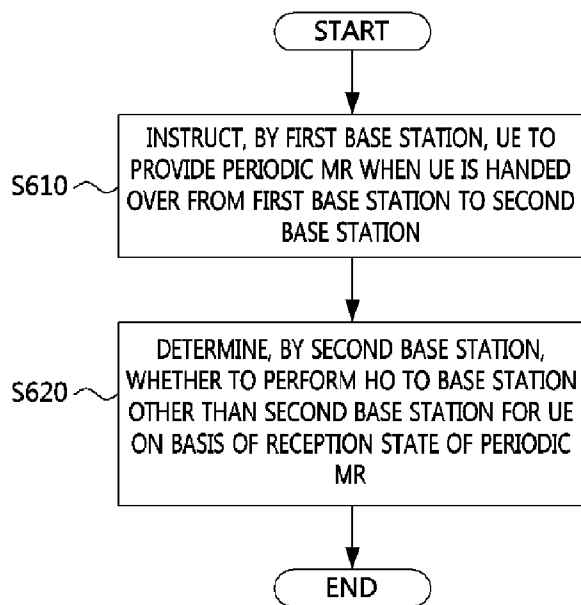 START
S610
INSTRUCT, BY FIRST BASE STATION, UE TO
PROVIDE PERIODIC MR WHEN UE IS HANDED
OVER FROM FIRST BASE STATION TO SECOND
BASE STATION
S620
DETERMINE, BY SECOND BASE STATION,
WHETHER TO PERFORM HO TO BASE STATION
OTHER THAN SECOND BASE STATION FOR UE
ON BASIS OF RECEPTION STATE OF PERIODIC
MR
END